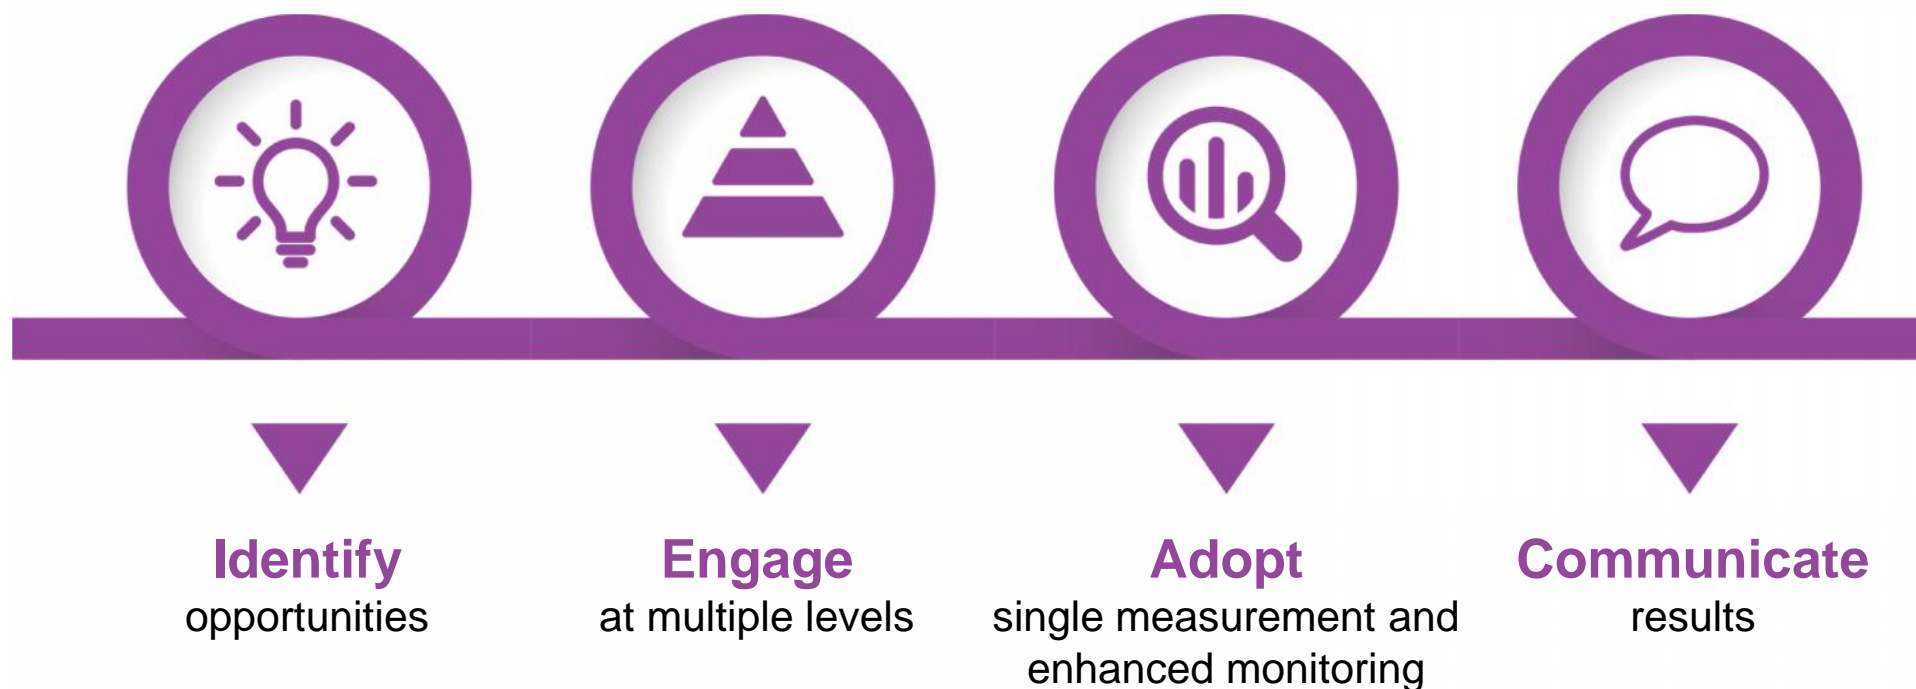 Identify
opportunities
Engage
at multiple levels
Adopt
single measurement and
enhanced monitoring
Communicate
results